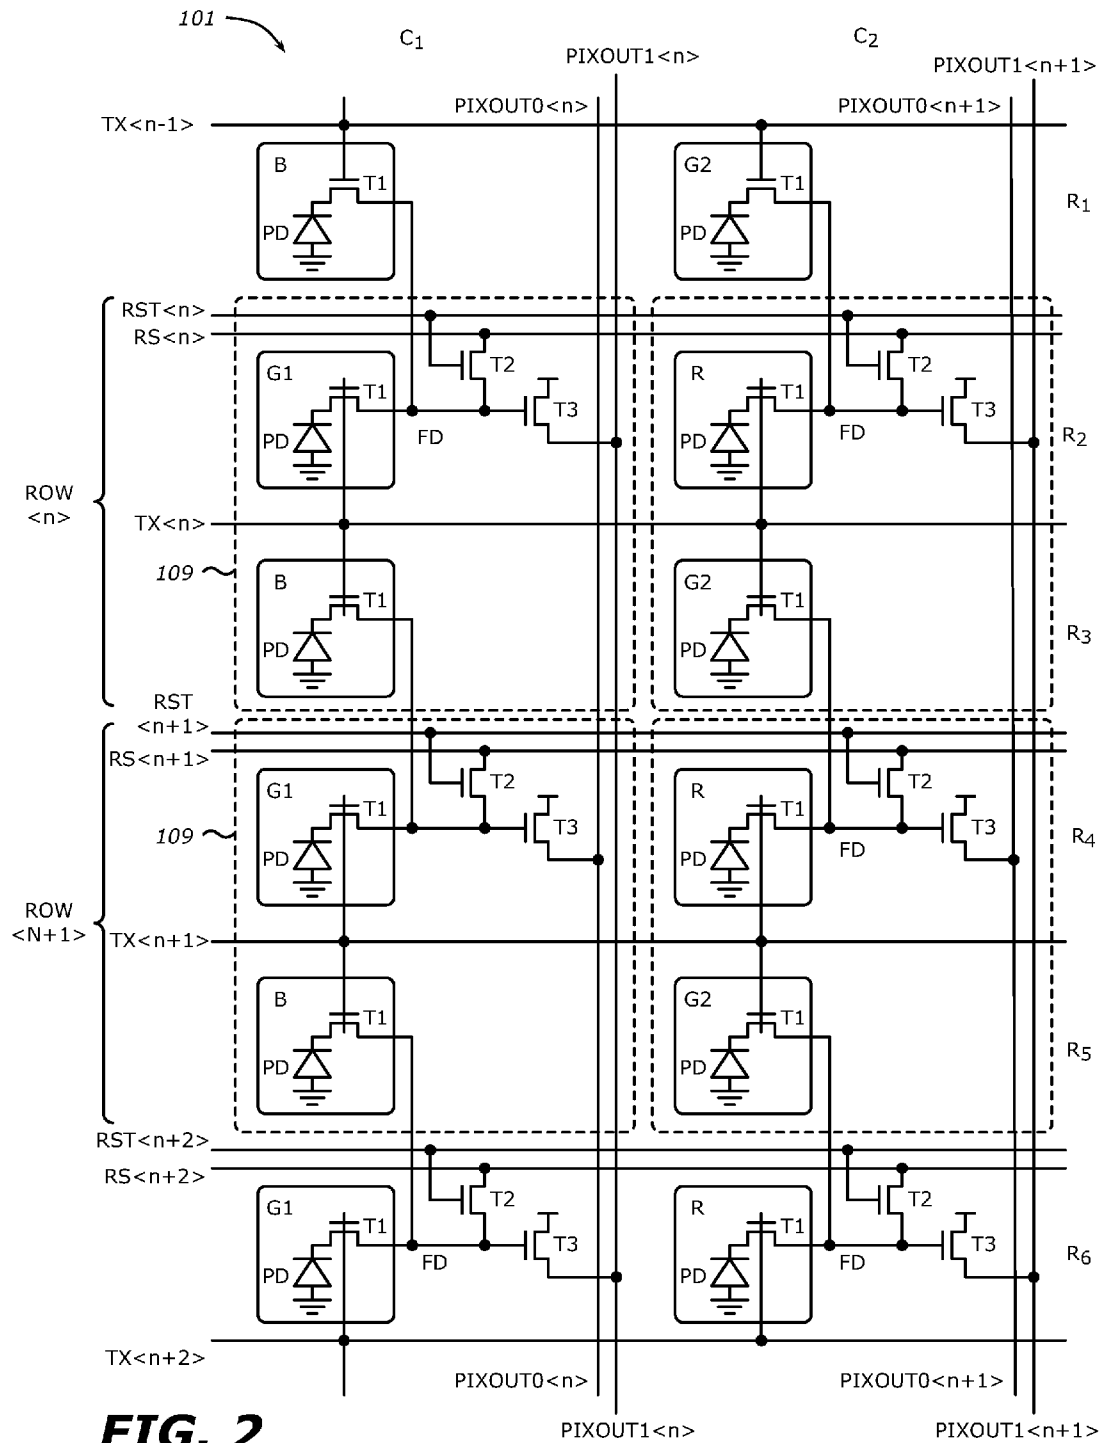 101
C1
C2
PIXOUT1<n>
PIXOUT1<n+1>
PIXOUT0<n>
PIXOUT0<n+1>
TX<n-1>
B
T1
PD
G2
T1
PD
R1
RST<n>
RS<n>
G1
T1
PD
T2
T3
FD
R
T1
PD
T2
T3
FD
R2
ROW
<n>
TX<n>
109
B
T1
PD
G2
T1
PD
R3
RST
<n+1>
RS<n+1>
G1
T1
PD
T2
T3
R
T1
PD
T2
T3
FD
R4
109
ROW
<N+1>
TX<n+1>
B
T1
PD
G2
T1
PD
R5
RST<n+2>
RS<n+2>
G1
T1
PD
T2
T3
FD
R
T1
PD
T2
T3
FD
R6
TX<n+2>
PIXOUT0<n>
PIXOUT0<n+1>
FIG. 2
PIXOUT1<n>
PIXOUT1<n+1>